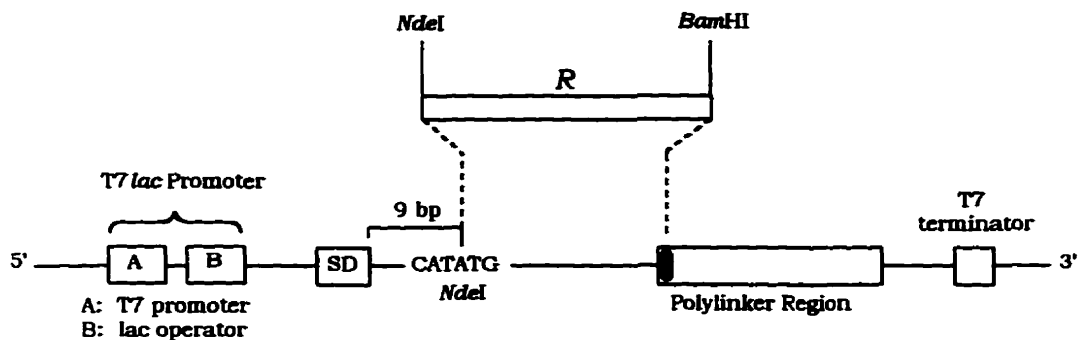 NdeI
BamHI
R
T7 lac Promoter
9 bp
T7
terminator
5'
A
B
SD
CATATG
3'
NdeI
A: T7 promoter
B: lac operator
Polylinker Region